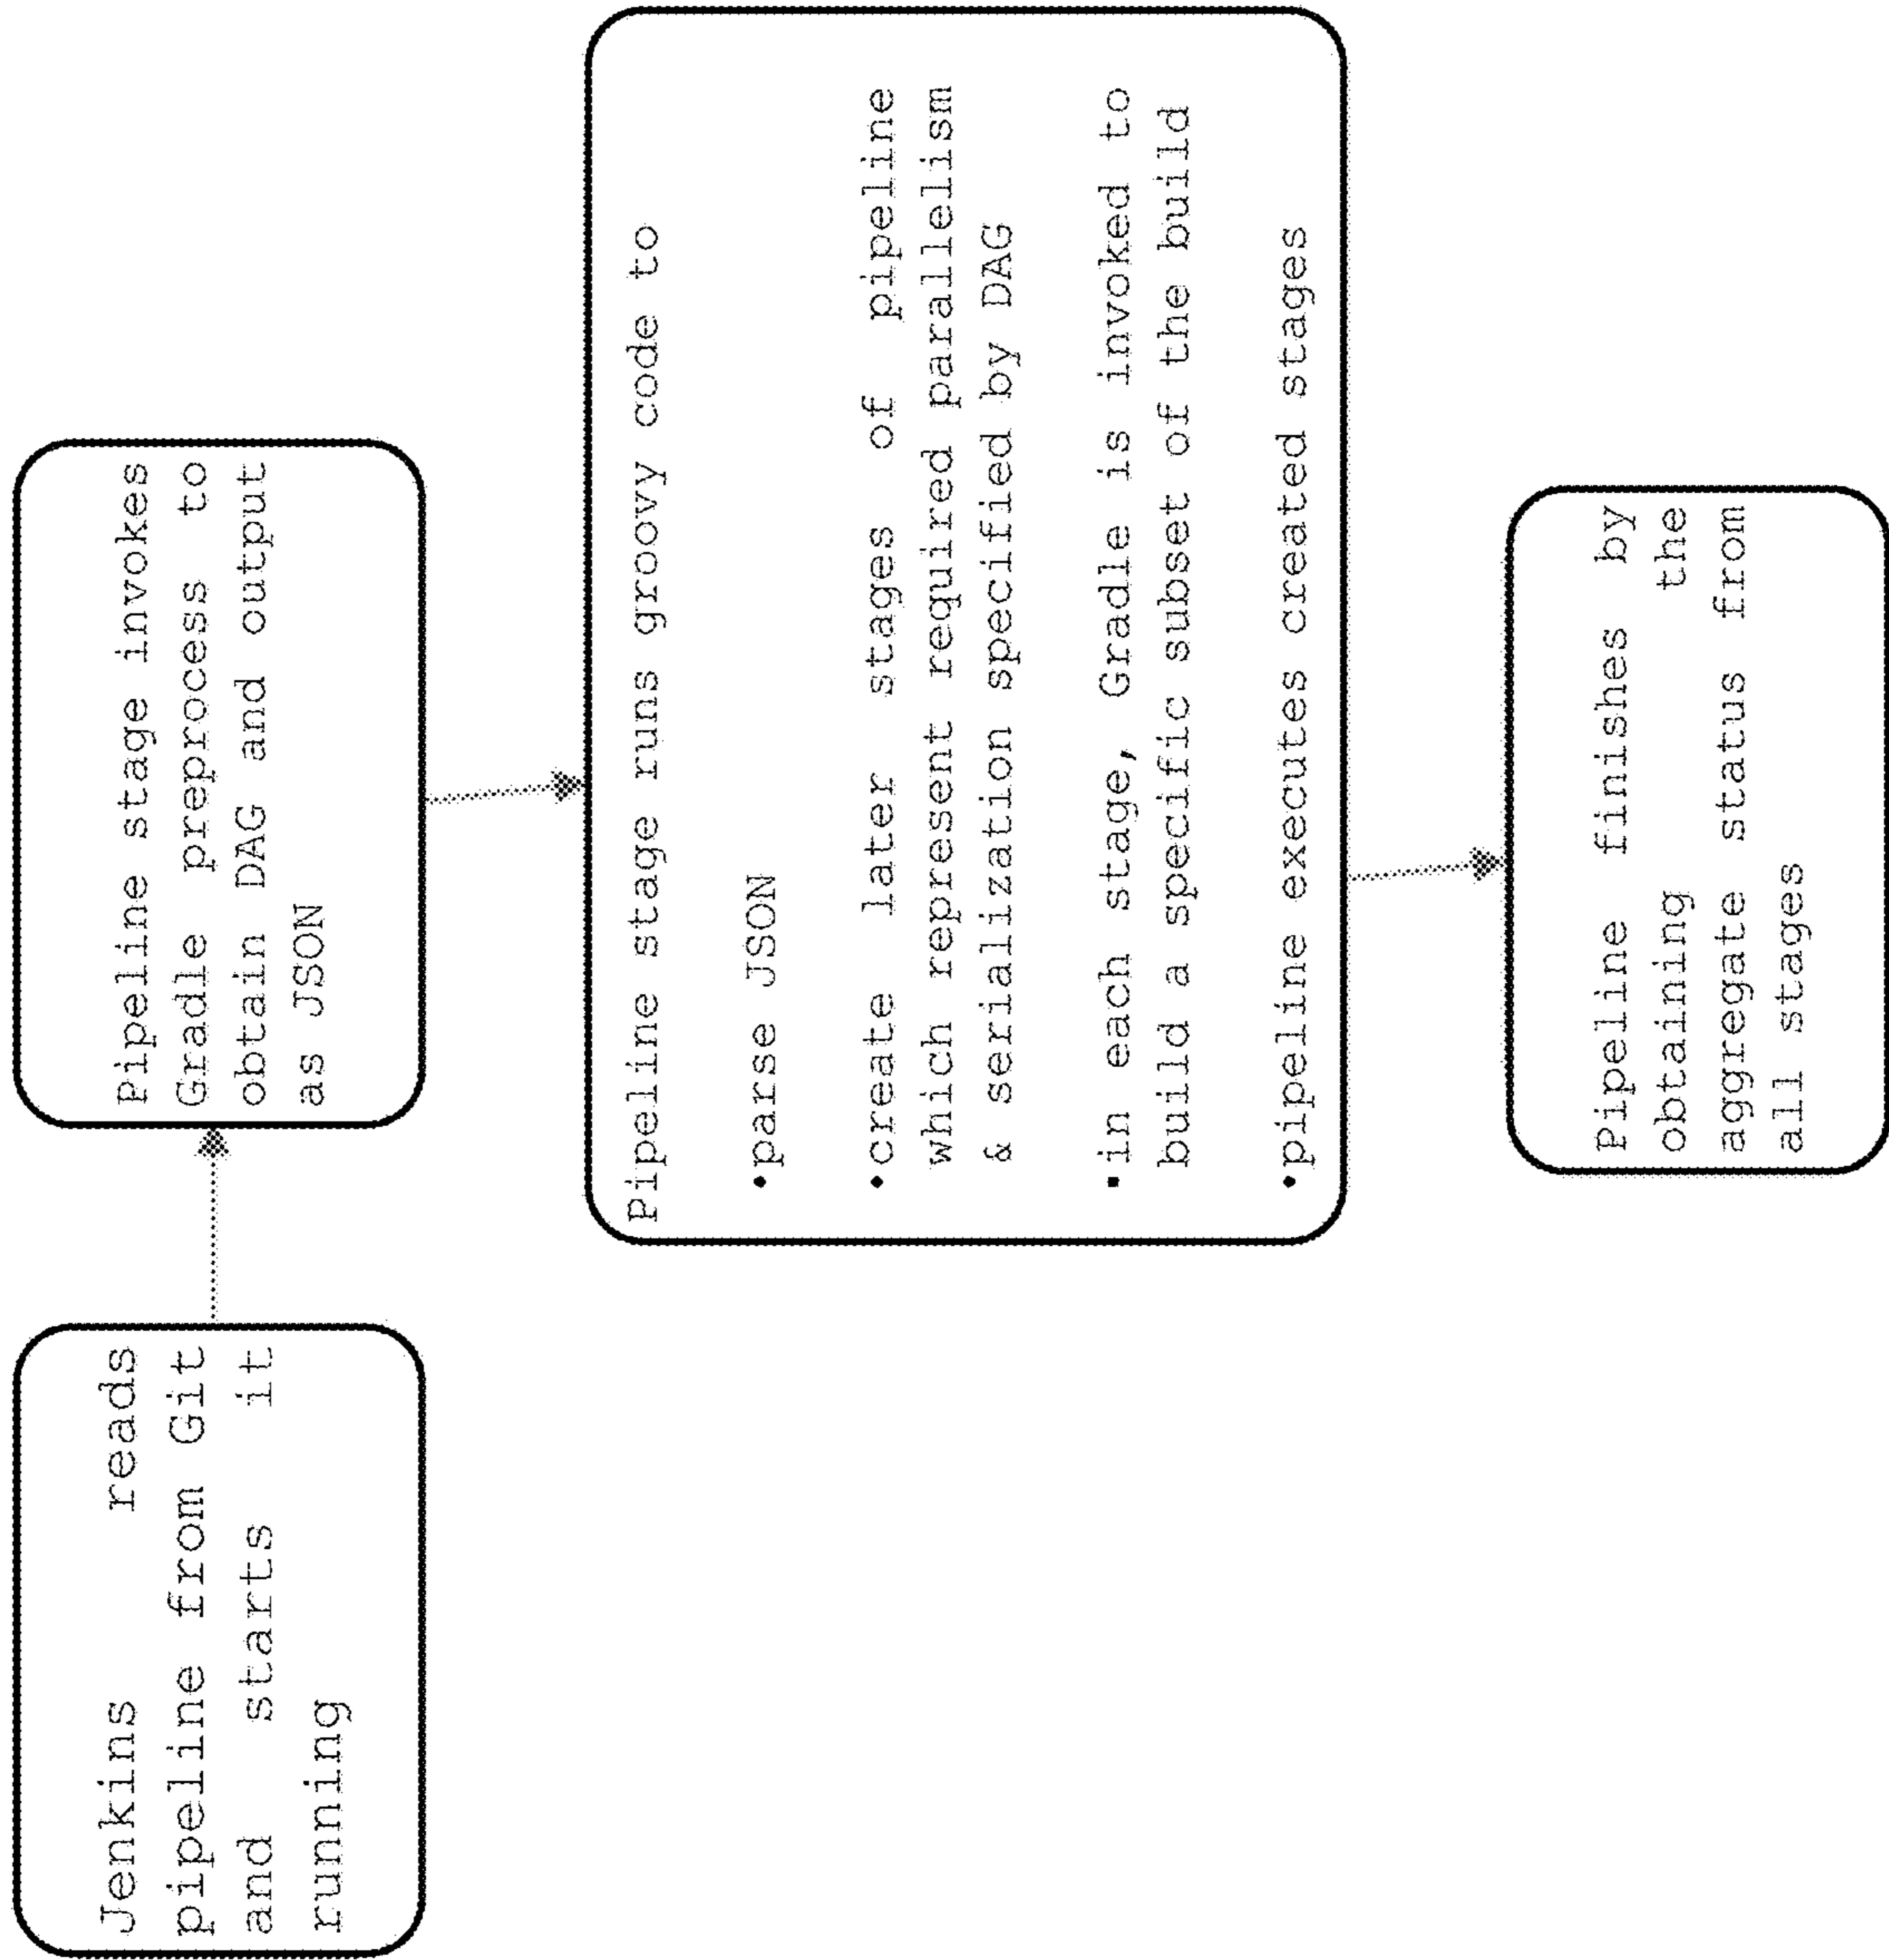 Jenkins reads
pipeline from Git
and starts it
running
Pipeline stage invokes
Gradle preprocess to
obtain DAG and output
as JSON
Pipeline stage runs groovy code to
•parse JSON
•create later stages of pipeline
which represent required parallelism
& serialization specified by DAG
▪in each stage, Gradle is invoked to
build a specific subset of the build
•pipeline executes created stages
Pipeline finishes by
obtaining the
aggregate status from
all stages